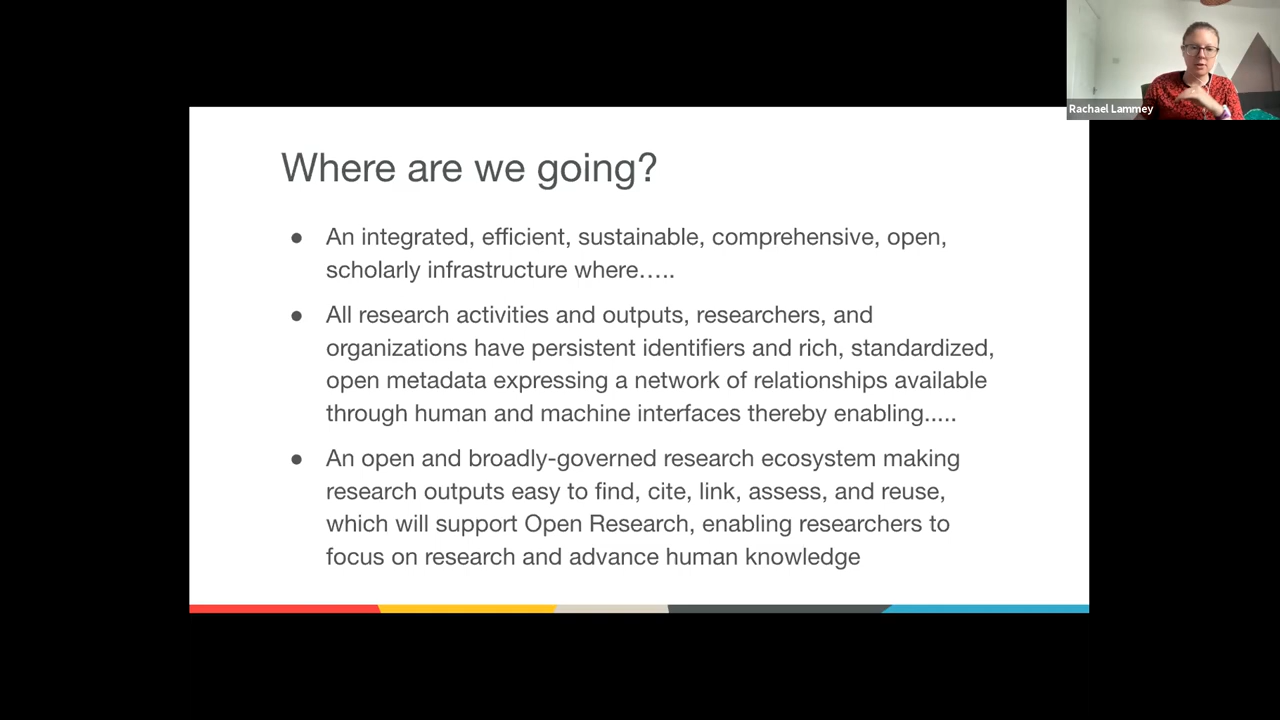 Rachael Lammey
Where are we going?
● An integrated, efficient, sustainable, comprehensive, open,
scholarly infrastructure where.....
● All research activities and outputs, researchers, and
organizations have persistent identifiers and rich, standardized,
open metadata expressing a network of relationships available
through human and machine interfaces thereby enabling.....
● An open and broadly-governed research ecosystem making
research outputs easy to find, cite, link, assess, and reuse,
which will support Open Research, enabling researchers to
focus on research and advance human knowledge